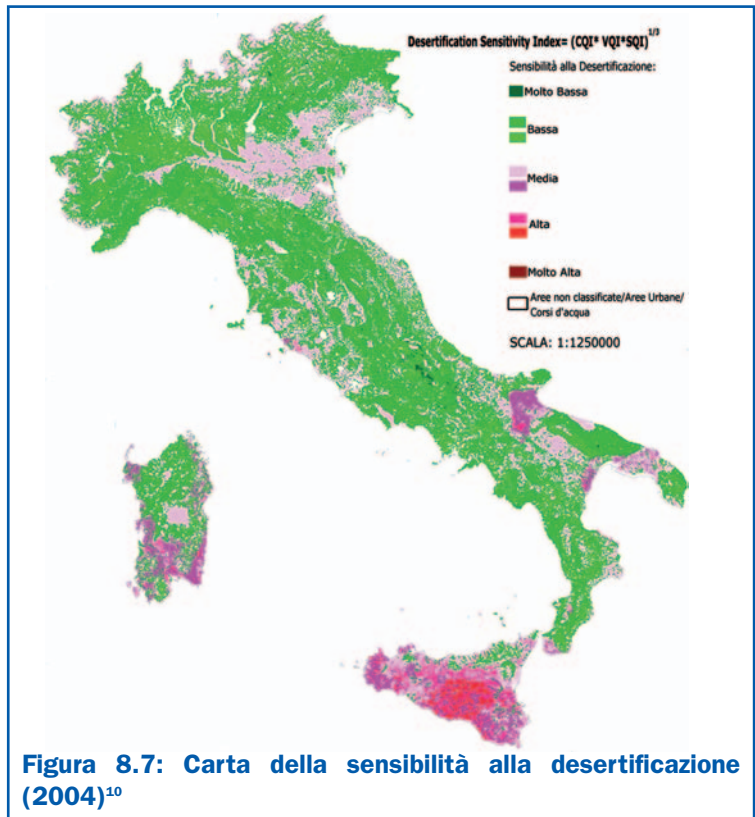 Desertification Sensitivity Index= (CQI* VQI*SQI)^1/3
Sensibilità alla Desertificazione:
Molto Bassa
Bassa
Media
Alta
Molto Alta
Aree non classificate/Aree Urbane/
Corsi d'acqua
SCALA: 1:1250000
Figura 8.7: Carta della sensibilità alla desertificazione
(2004)¹⁰